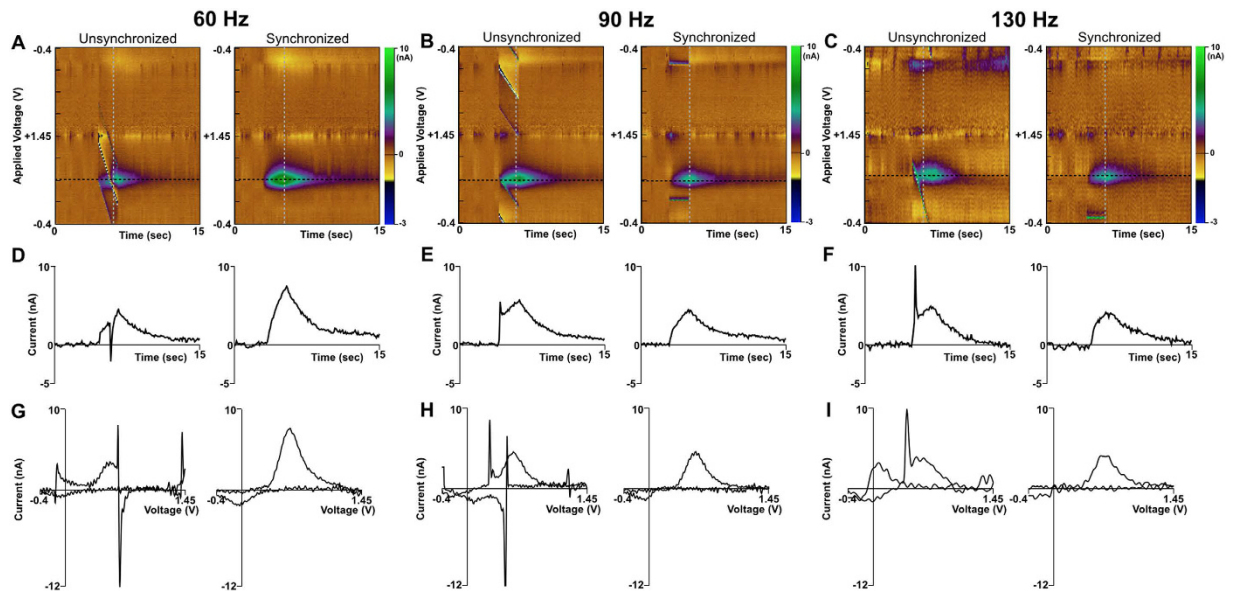 60 Hz 90 Hz 130 Hz
A Unsynchronized Synchronized B Unsynchronized Synchronized C Unsynchronized Synchronized
-0.4 -0.4 10 (nA) -0.4 10 (nA) -0.4 10 (nA)
Applied Voltage (V) +1.45 +1.45 0 Applied Voltage (V) +1.45 +1.45 0 Applied Voltage (V) +1.45 +1.45 0
-0.4 -0.4 -3 -0.4 -3 -0.4 -3
0 Time (sec) 15 0 Time (sec) 15 0 Time (sec) 15 0 Time (sec) 15 0 Time (sec) 15 0 Time (sec) 15
D 10 10 E 10 10 F 10 10
Current (nA) 0 Time (sec) 15 0 Time (sec) 15 Current (nA) 0 Time (sec) 15 0 Time (sec) 15 Current (nA) 0 Time (sec) 15 0 Time (sec) 15
-5 -5 -5 -5 -5 -5
G 10 10 H 10 10 I 10 10
Current (nA) -0.4 1.45 -0.4 1.45 Current (nA) -0.4 1.45 -0.4 1.45 Current (nA) -0.4 1.45 -0.4 1.45
Voltage (V) Voltage (V) Voltage (V) Voltage (V) Voltage (V) Voltage (V)
-12 -12 -12 -12 -12 -12